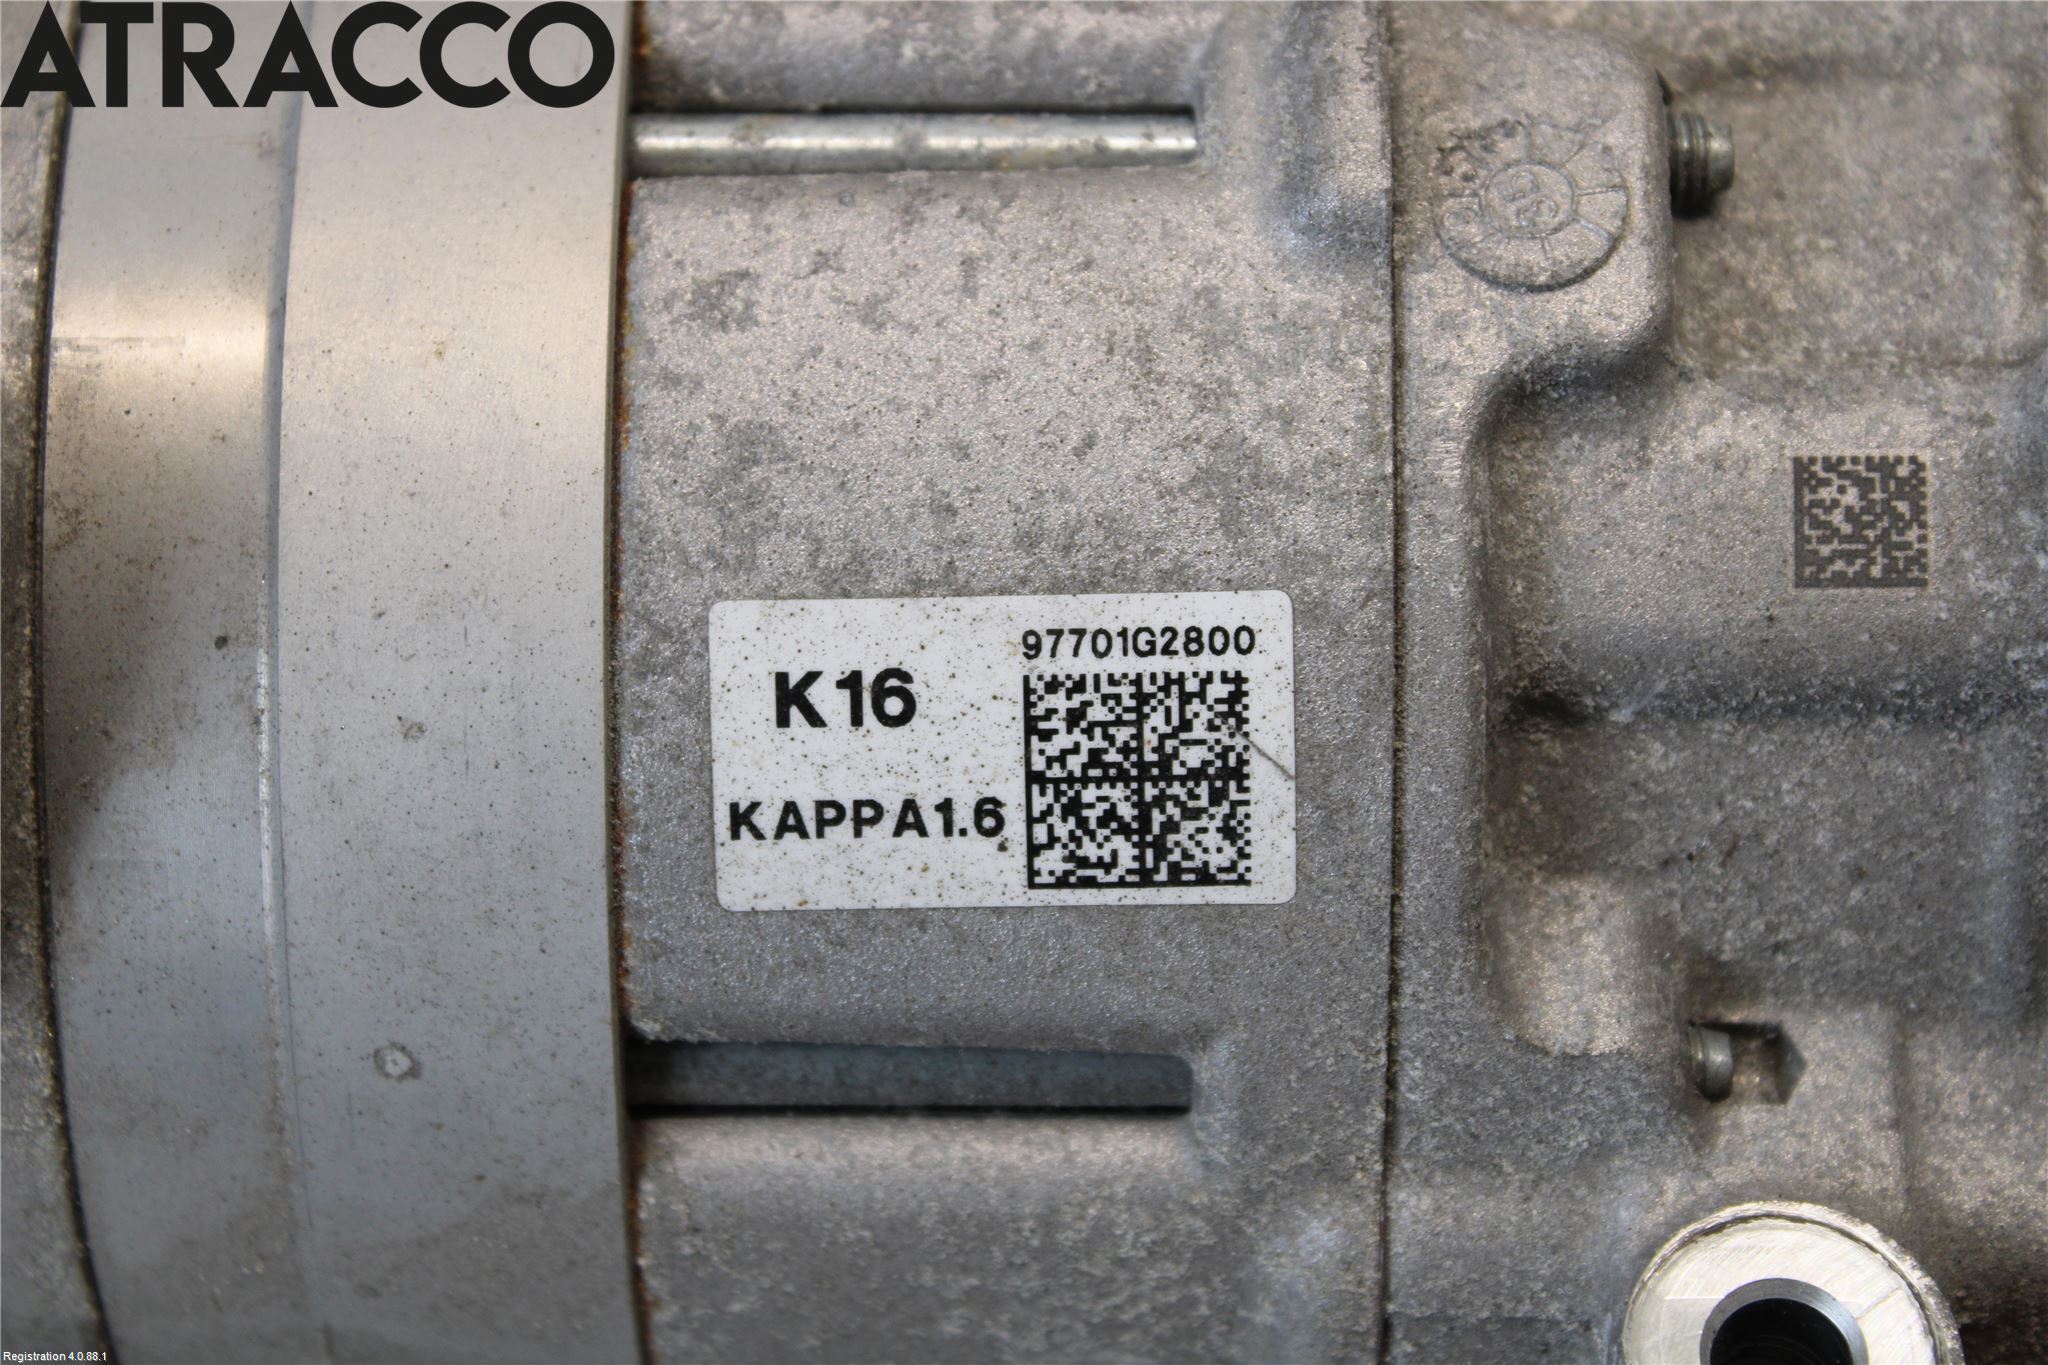 ATRACCO
97701G2800
K16
KAPPA1.6
Registration 4.0.88.1